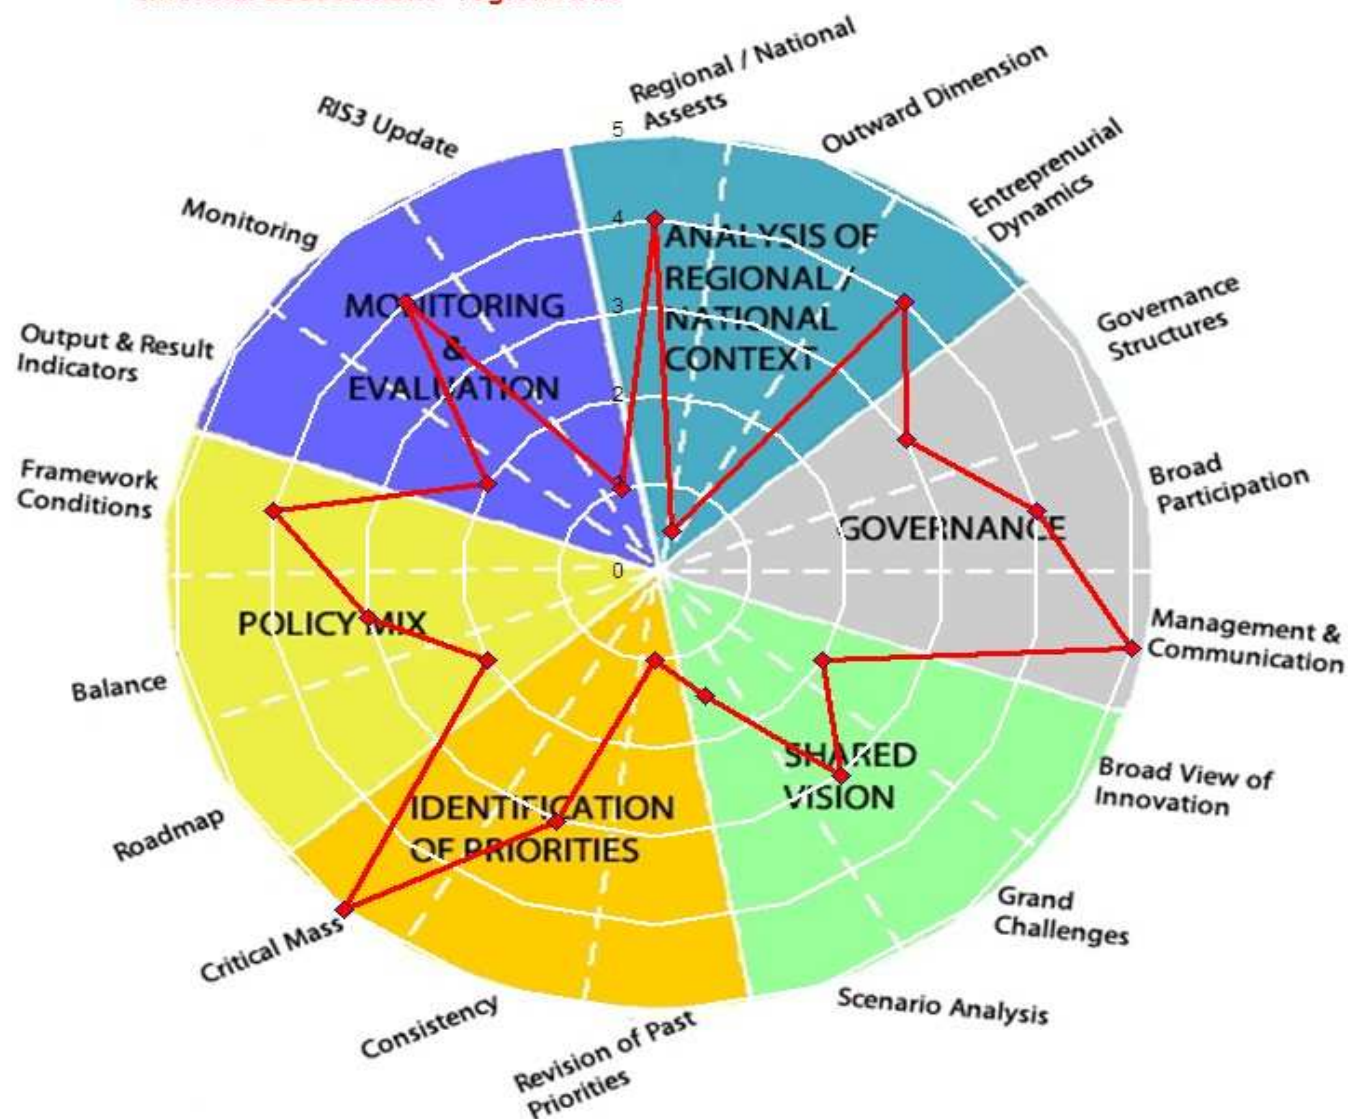 Regional / National
Assests
Outward Dimension
Entreprenurial
Dynamics
Governance
Structures
Broad
Participation
Management &
Communication
Broad View of
Innovation
Grand
Challenges
Scenario Analysis
Revision of Past
Priorities
Consistency
Critical Mass
Roadmap
Balance
Framework
Conditions
Output & Result
Indicators
Monitoring
RIS3 Update
5
4
3
2
0
ANALYSIS OF
REGIONAL /
NATIONAL
CONTEXT
GOVERNANCE
SHARED
VISION
IDENTIFICATION
OF PRIORITIES
POLICY MIX
MONITORING
&
EVALUATION